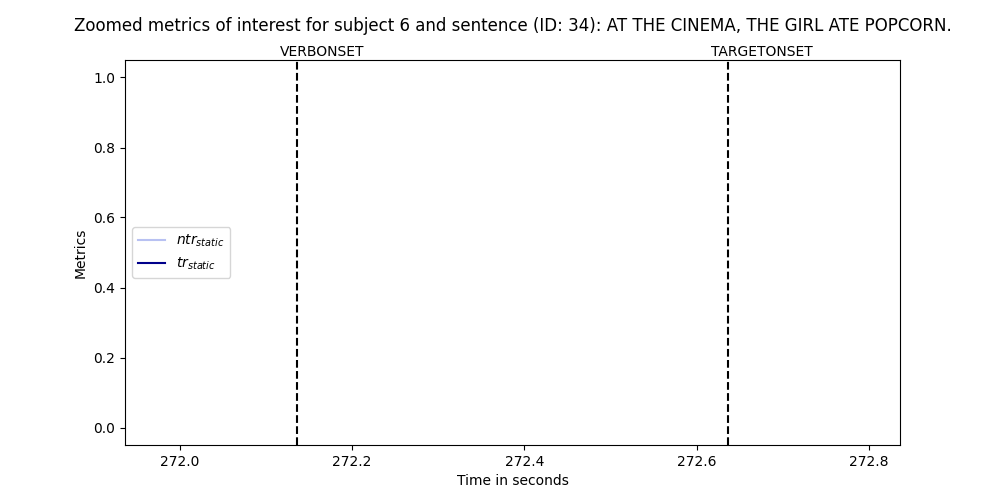 Zoomed metrics of interest for subject 6 and sentence (ID: 34): AT THE CINEMA, THE GIRL ATE POPCORN.
VERBONSET TARGETONSET
1.0
0.8
0.6
0.4
0.2
0.0
Metrics
ntr_static
tr_static
272.0 272.2 272.4 272.6 272.8
Time in seconds